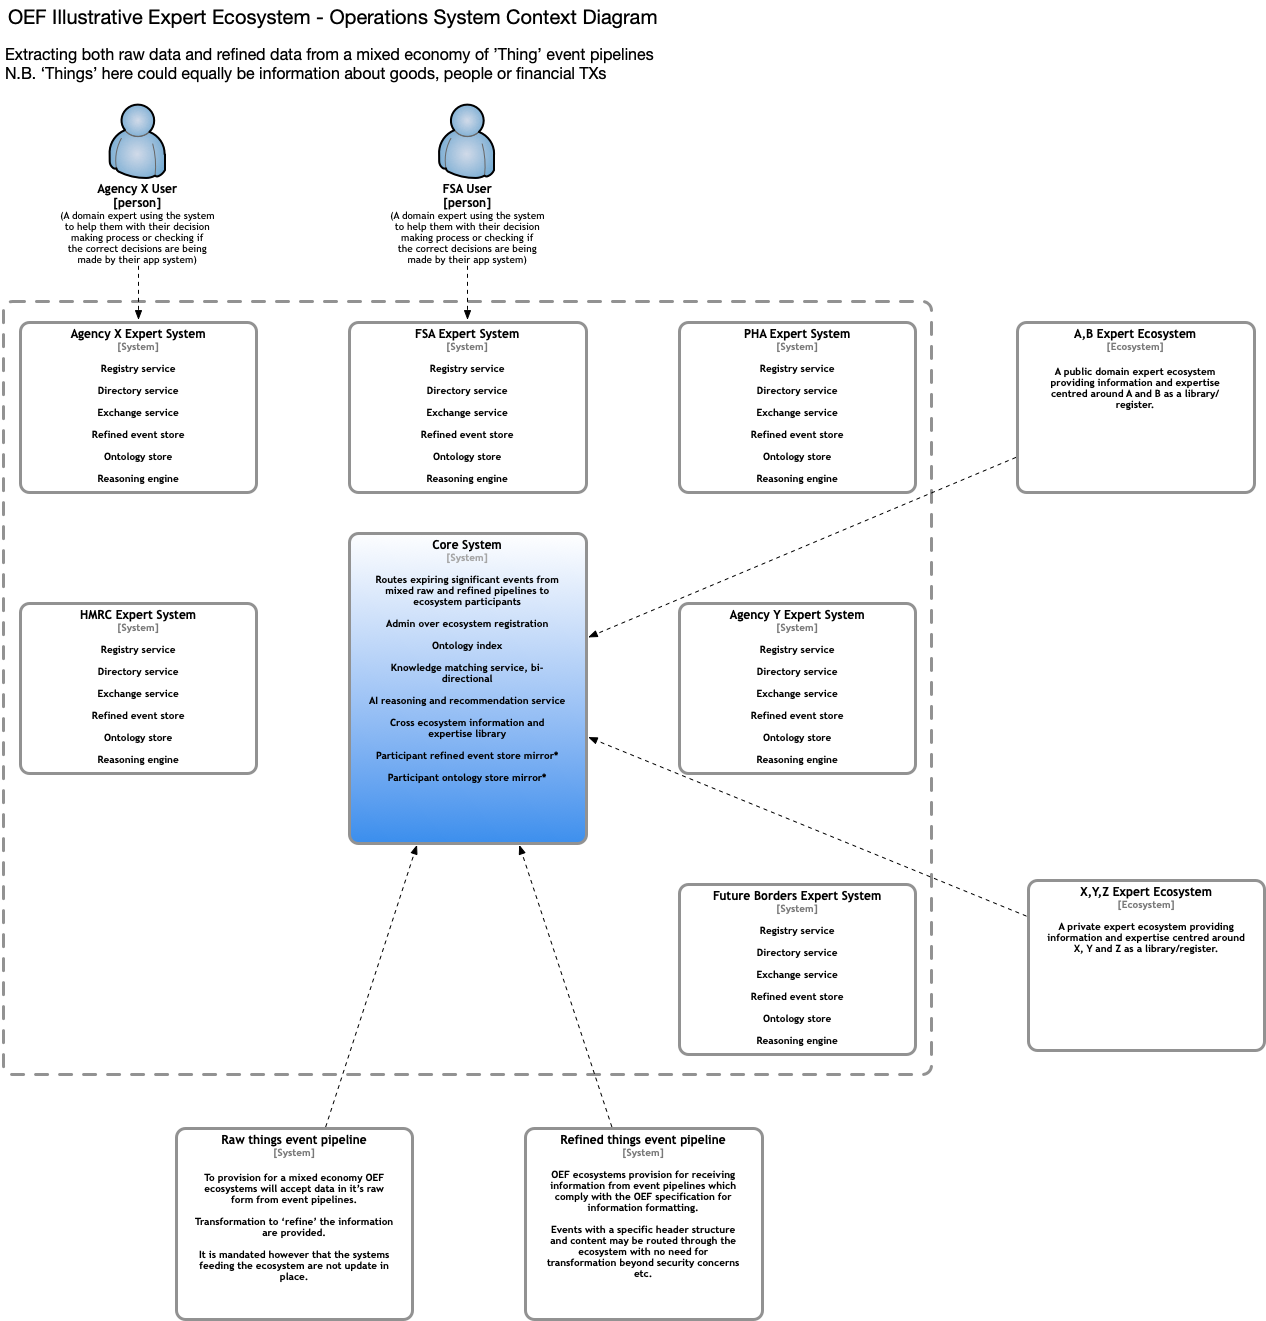 OEF Illustrative Expert Ecosystem - Operations System Context Diagram
Extracting both raw data and refined data from a mixed economy of ’Thing’ event pipelines
N.B. ‘Things’ here could equally be information about goods, people or financial TXs
Agency X User
[person]
(A domain expert using the system
to help them with their decision
making process or checking if
the correct decisions are being
made by their app system)
FSA User
[person]
(A domain expert using the system
to help them with their decision
making process or checking if
the correct decisions are being
made by their app system)
Agency X Expert System
[System]
Registry service
Directory service
Exchange service
Refined event store
Ontology store
Reasoning engine
FSA Expert System
[System]
Registry service
Directory service
Exchange service
Refined event store
Ontology store
Reasoning engine
PHA Expert System
[System]
Registry service
Directory service
Exchange service
Refined event store
Ontology store
Reasoning engine
A,B Expert Ecosystem
[Ecosystem]
A public domain expert ecosystem
providing information and expertise
centred around A and B as a library/
register.
HMRC Expert System
[System]
Registry service
Directory service
Exchange service
Refined event store
Ontology store
Reasoning engine
Core System
[System]
Routes expiring significant events from
mixed raw and refined pipelines to
ecosystem participants
Admin over ecosystem registration
Ontology index
Knowledge matching service, bi-
directional
AI reasoning and recommendation service
Cross ecosystem information and
expertise library
Participant refined event store mirror*
Participant ontology store mirror*
Agency Y Expert System
[System]
Registry service
Directory service
Exchange service
Refined event store
Ontology store
Reasoning engine
Future Borders Expert System
[System]
Registry service
Directory service
Exchange service
Refined event store
Ontology store
Reasoning engine
X,Y,Z Expert Ecosystem
[Ecosystem]
A private expert ecosystem providing
information and expertise centred around
X, Y and Z as a library/register.
Raw things event pipeline
[System]
To provision for a mixed economy OEF
ecosystems will accept data in it’s raw
form from event pipelines.
Transformation to ‘refine’ the information
are provided.
It is mandated however that the systems
feeding the ecosystem are not update in
place.
Refined things event pipeline
[System]
OEF ecosystems provision for receiving
information from event pipelines which
comply with the OEF specification for
information formatting.
Events with a specific header structure
and content may be routed through the
ecosystem with no need for
transformation beyond security concerns
etc.